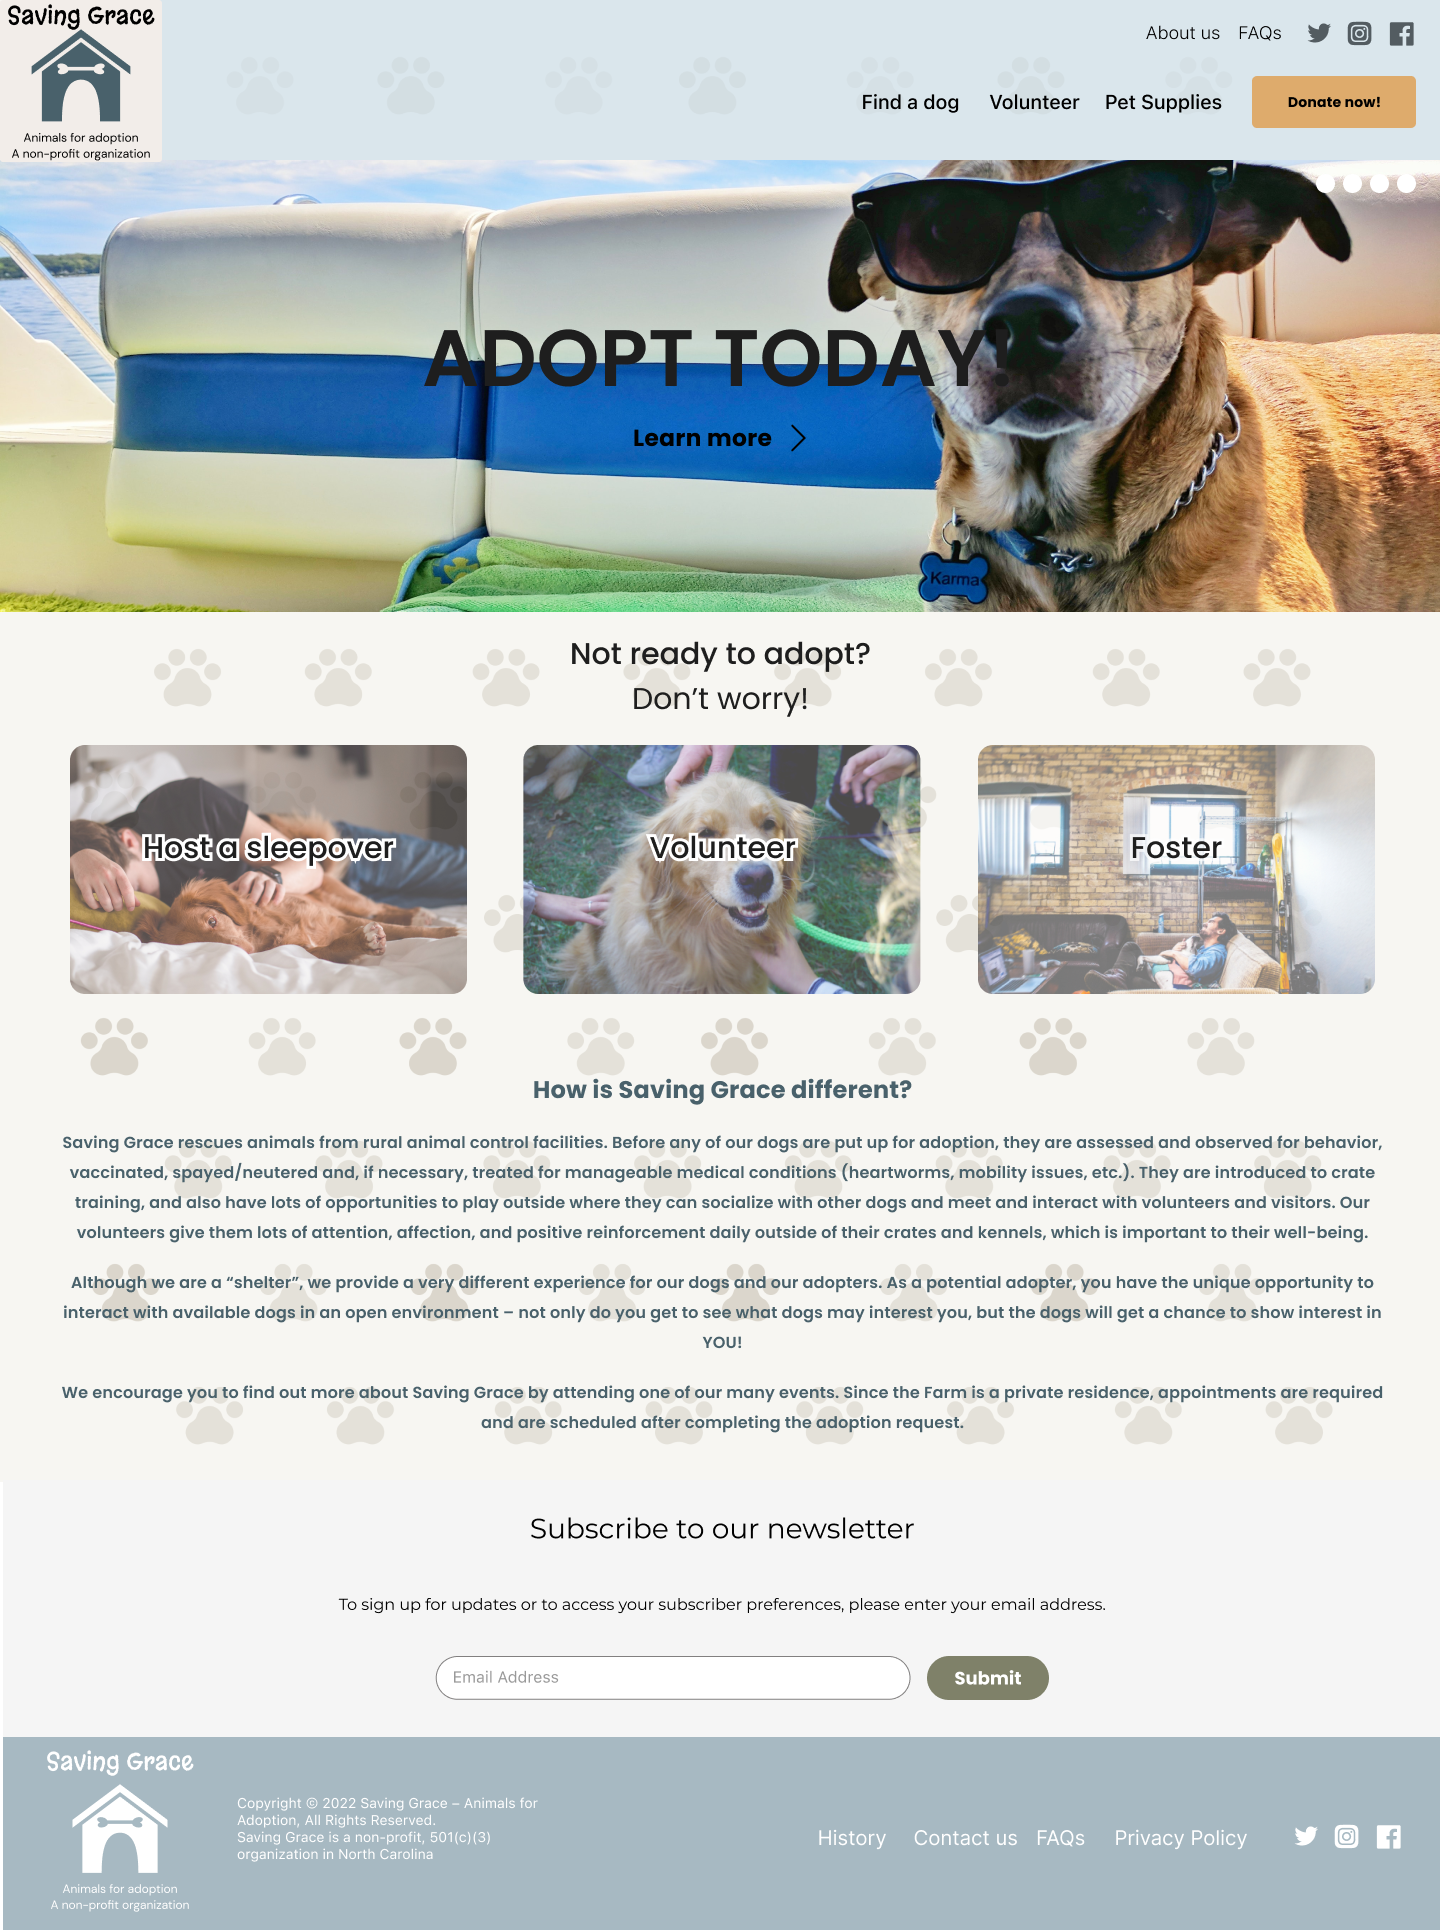 Saving Grace
Animals for adoption
A non-profit organization
About us FAQs
Find a dog Volunteer Pet Supplies Donate now!
ADOPT TODAY!
Learn more
Karma
Not ready to adopt?
Don’t worry!
Host a sleepover
Volunteer
Foster
How is Saving Grace different?
Saving Grace rescues animals from rural animal control facilities. Before any of our dogs are put up for adoption, they are assessed and observed for behavior,
vaccinated, spayed/neutered and, if necessary, treated for manageable medical conditions (heartworms, mobility issues, etc.). They are introduced to crate
training, and also have lots of opportunities to play outside where they can socialize with other dogs and meet and interact with volunteers and visitors. Our
volunteers give them lots of attention, affection, and positive reinforcement daily outside of their crates and kennels, which is important to their well-being.
Although we are a “shelter”, we provide a very different experience for our dogs and our adopters. As a potential adopter, you have the unique opportunity to
interact with available dogs in an open environment – not only do you get to see what dogs may interest you, but the dogs will get a chance to show interest in
YOU!
We encourage you to find out more about Saving Grace by attending one of our many events. Since the Farm is a private residence, appointments are required
and are scheduled after completing the adoption request.
Subscribe to our newsletter
To sign up for updates or to access your subscriber preferences, please enter your email address.
Email Address
Submit
Saving Grace
Animals for adoption
A non-profit organization
Copyright © 2022 Saving Grace – Animals for
Adoption, All Rights Reserved.
Saving Grace is a non-profit, 501(c)(3)
organization in North Carolina
History Contact us FAQs Privacy Policy